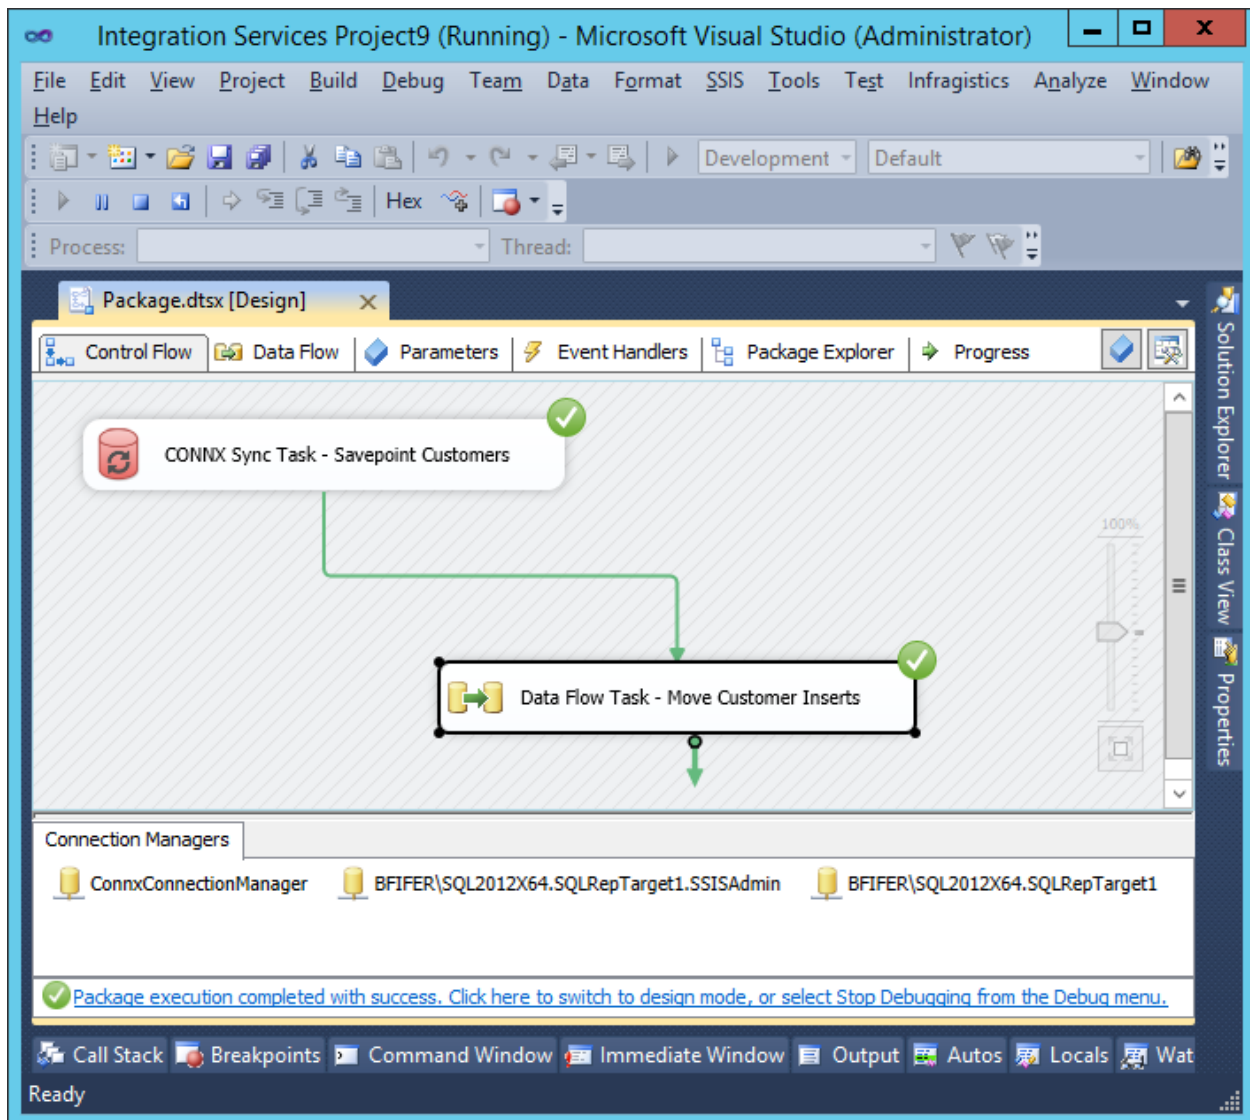 Integration Services Project9 (Running) - Microsoft Visual Studio (Administrator)
File Edit View Project Build Debug Team Data Format SSIS Tools Test Infragistics Analyze Window
Help
Development Default
Hex
Process: Thread:
Package.dtsx [Design]
Control Flow Data Flow Parameters Event Handlers Package Explorer Progress
CONNX Sync Task - Savepoint Customers
100%
Data Flow Task - Move Customer Inserts
Solution Explorer
Class View
Properties
Connection Managers
ConnxConnectionManager BFIFER\SQL2012X64.SQLRepTarget1.SSISAdmin BFIFER\SQL2012X64.SQLRepTarget1
Package execution completed with success. Click here to switch to design mode, or select Stop Debugging from the Debug menu.
Call Stack Breakpoints Command Window Immediate Window Output Autos Locals Wat
Ready